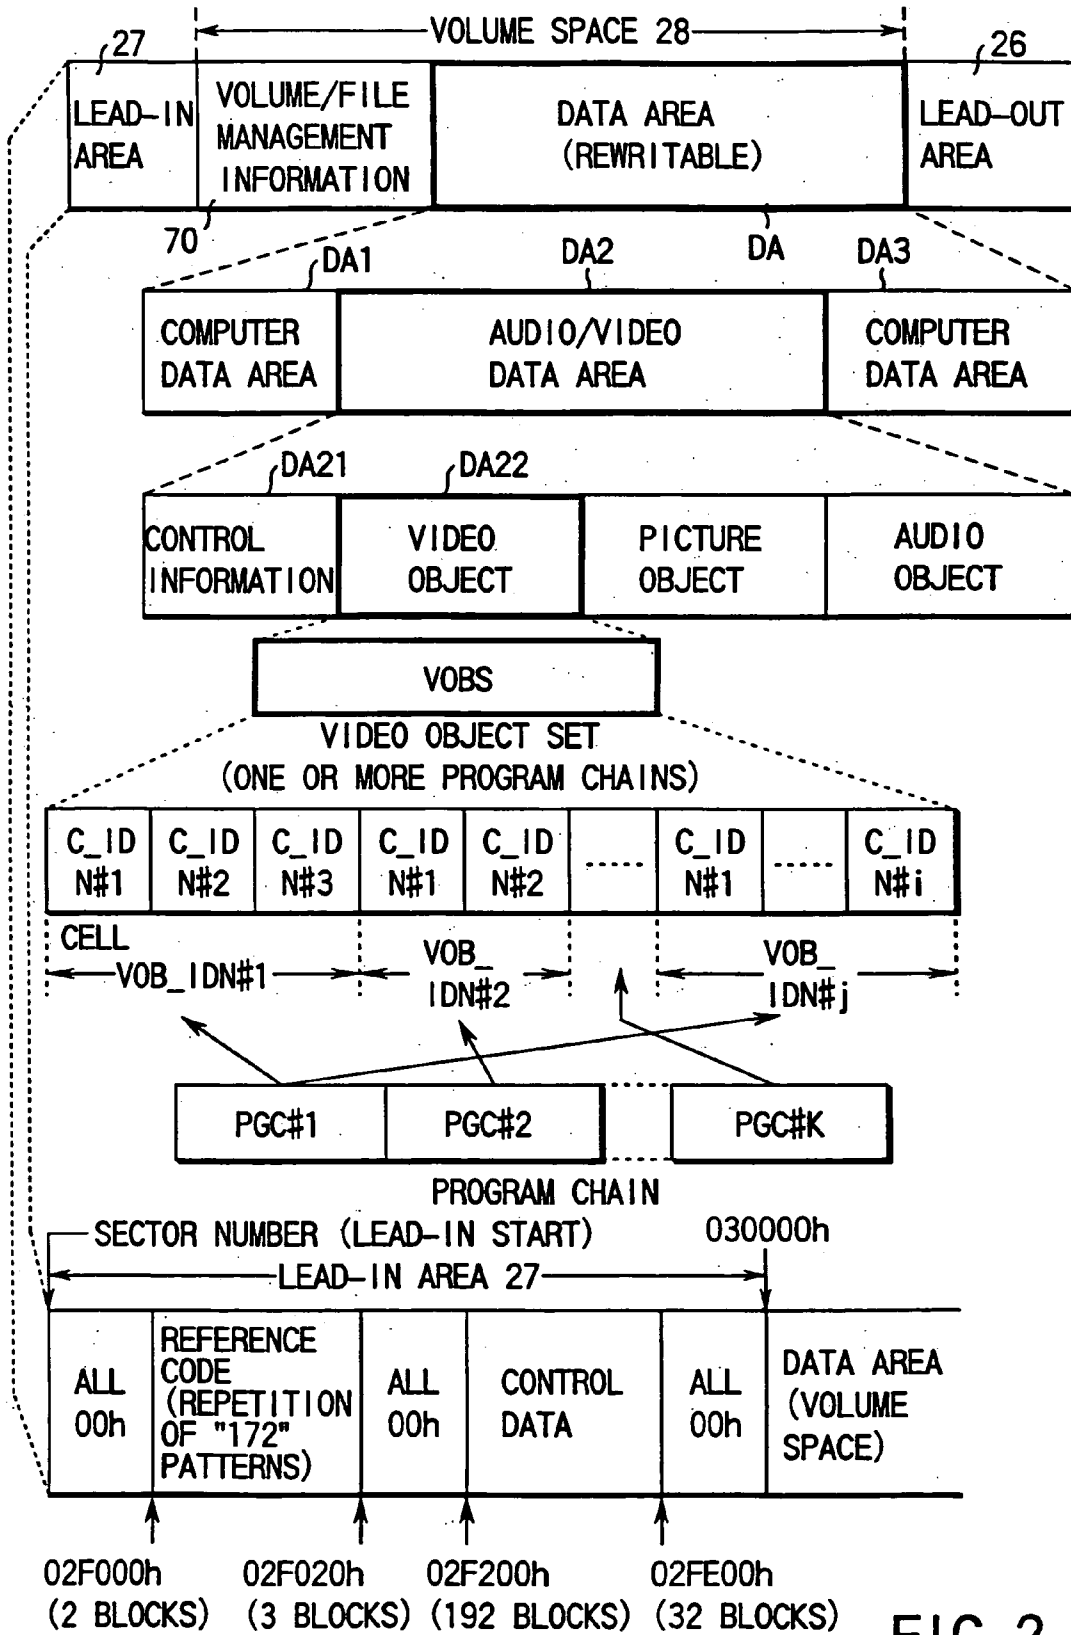 VOLUME SPACE 28
27
26
LEAD-IN
AREA
VOLUME/FILE
MANAGEMENT
INFORMATION
DATA AREA
(REWRITABLE)
LEAD-OUT
AREA
70
DA
DA1
DA2
DA3
COMPUTER
DATA AREA
AUDIO/VIDEO
DATA AREA
COMPUTER
DATA AREA
DA21
DA22
CONTROL
INFORMATION
VIDEO
OBJECT
PICTURE
OBJECT
AUDIO
OBJECT
VOBS
VIDEO OBJECT SET
(ONE OR MORE PROGRAM CHAINS)
C_ID
N#1
C_ID
N#2
C_ID
N#3
C_ID
N#1
C_ID
N#2
C_ID
N#1
C_ID
N#i
CELL
VOB_IDN#1
VOB_
IDN#2
VOB_
IDN#j
PGC#1
PGC#2
PGC#K
PROGRAM CHAIN
SECTOR NUMBER (LEAD-IN START)
030000h
LEAD-IN AREA 27
ALL
00h
REFERENCE
CODE
(REPETITION
OF "172"
PATTERNS)
ALL
00h
CONTROL
DATA
ALL
00h
DATA AREA
(VOLUME
SPACE)
02F000h
(2 BLOCKS)
02F020h
(3 BLOCKS)
02F200h
(192 BLOCKS)
02FE00h
(32 BLOCKS)
FIG. 2